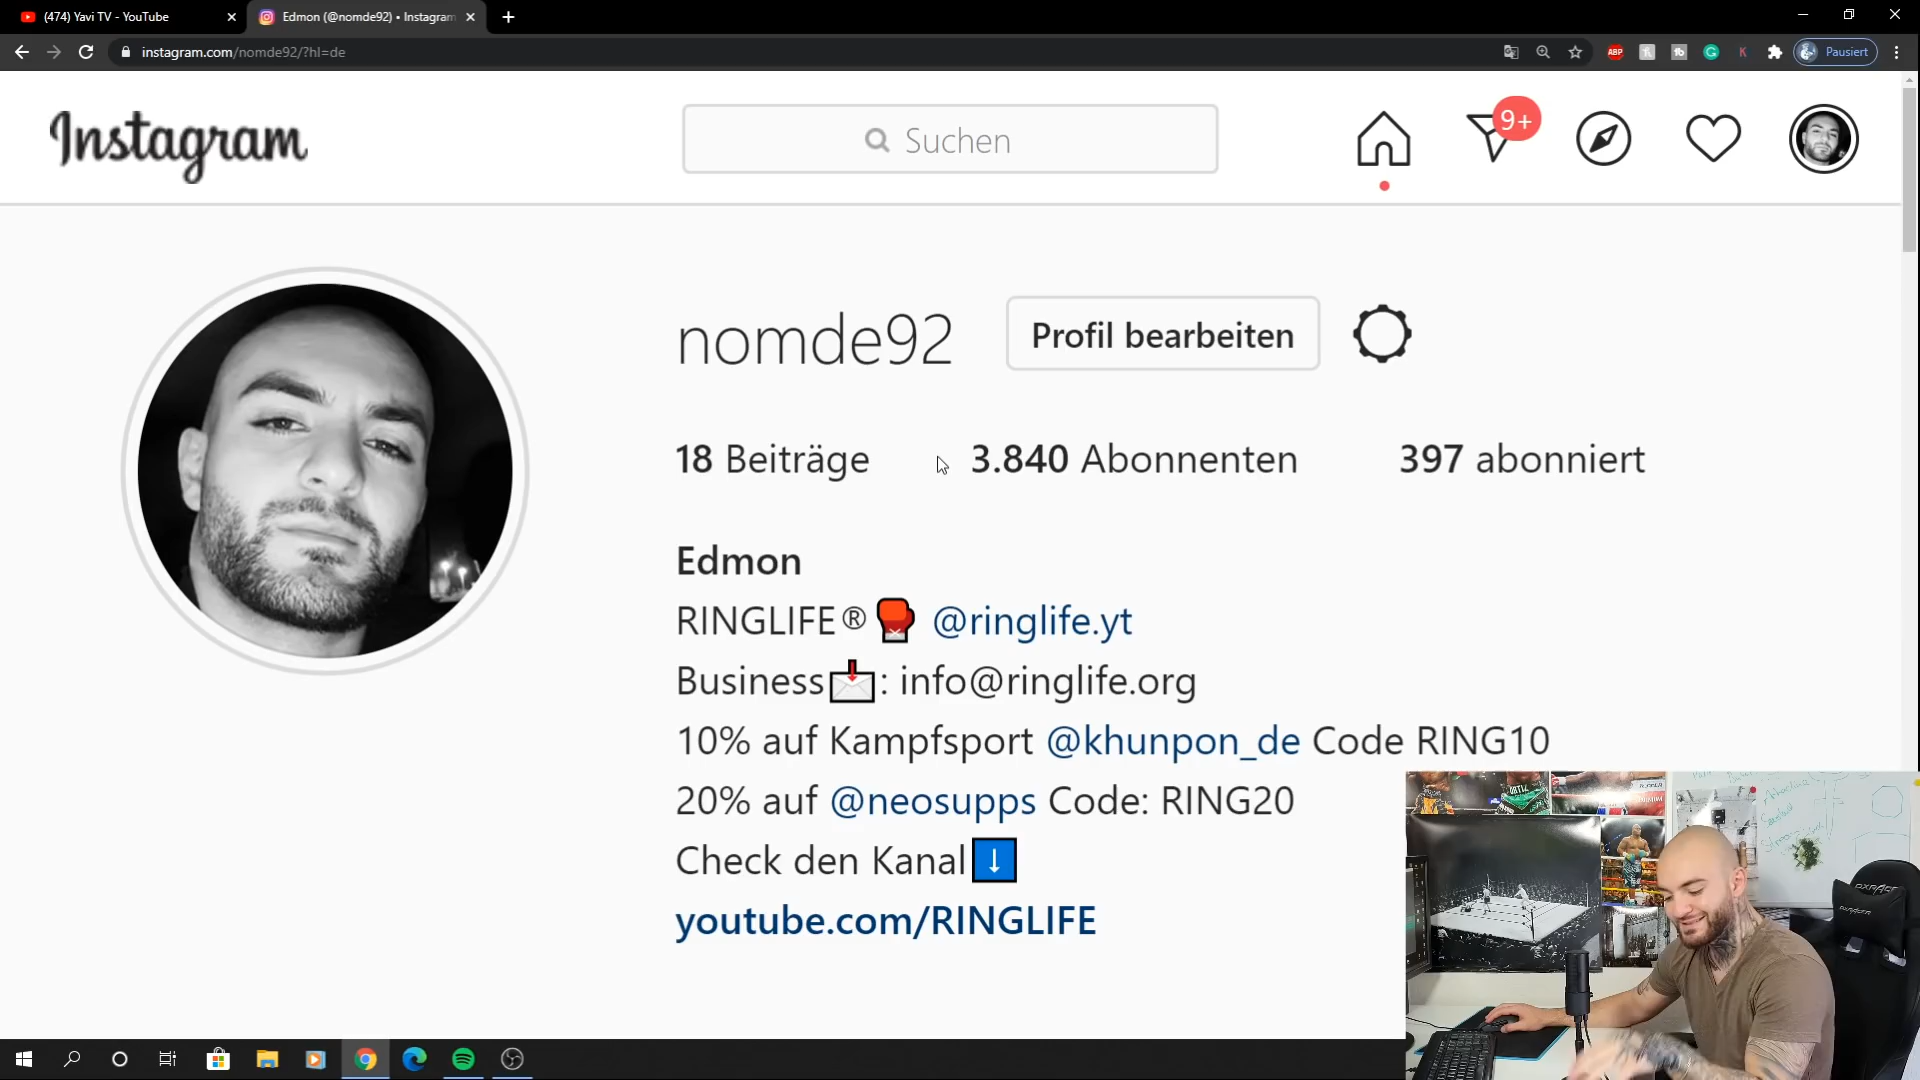 (474) Yavi TV - YouTube
Edmon (@nomde92) • Instagram
instagram.com/nomde92/?hl=de
ABP
Pausiert
Instagram
Suchen
9+
nomde92
Profil bearbeiten
18 Beiträge
3.840 Abonnenten
397 abonniert
Edmon
RINGLIFE®🥊 @ringlife.yt
Business📩: info@ringlife.org
10% auf Kampfsport @khunpon_de Code RING10
20% auf @neosupps Code: RING20
Check den Kanal⬇️
youtube.com/RINGLIFE